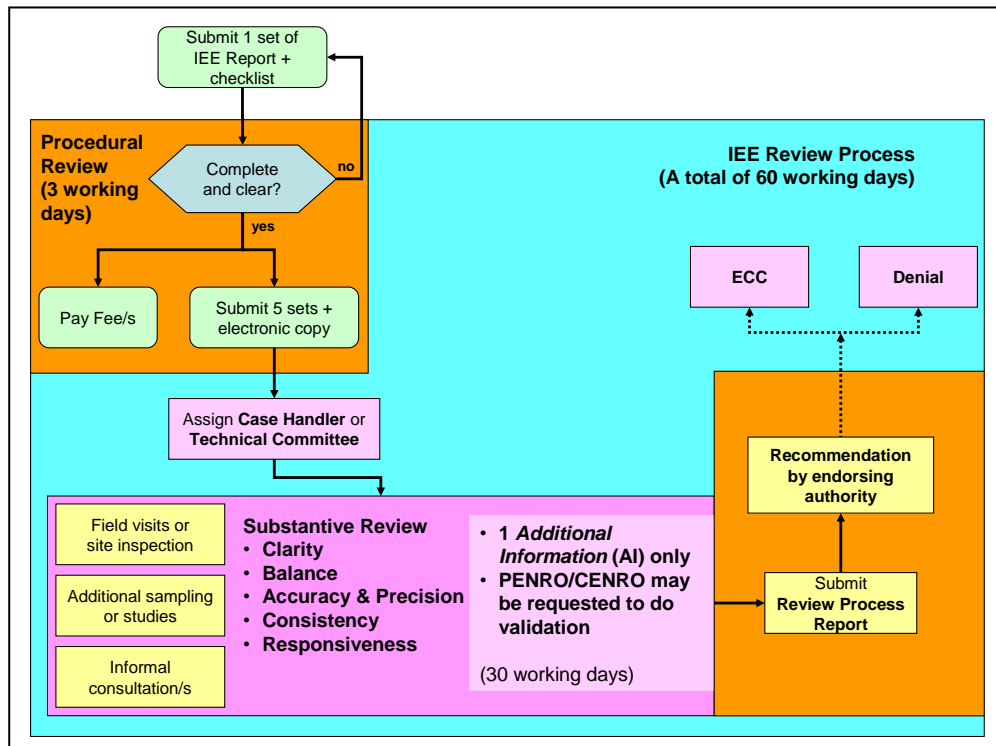 Submit 1 set of
IEE Report +
checklist
Procedural
Review
(3 working
days)
Complete
and clear?
no
yes
IEE Review Process
(A total of 60 working days)
Pay Fee/s
Submit 5 sets +
electronic copy
ECC
Denial
Assign Case Handler or
Technical Committee
Recommendation
by endorsing
authority
Field visits or
site inspection
Additional sampling
or studies
Informal
consultation/s
Substantive Review
• Clarity
• Balance
• Accuracy & Precision
• Consistency
• Responsiveness
• 1 Additional
Information (AI) only
• PENRO/CENRO may
be requested to do
validation
(30 working days)
Submit
Review Process
Report